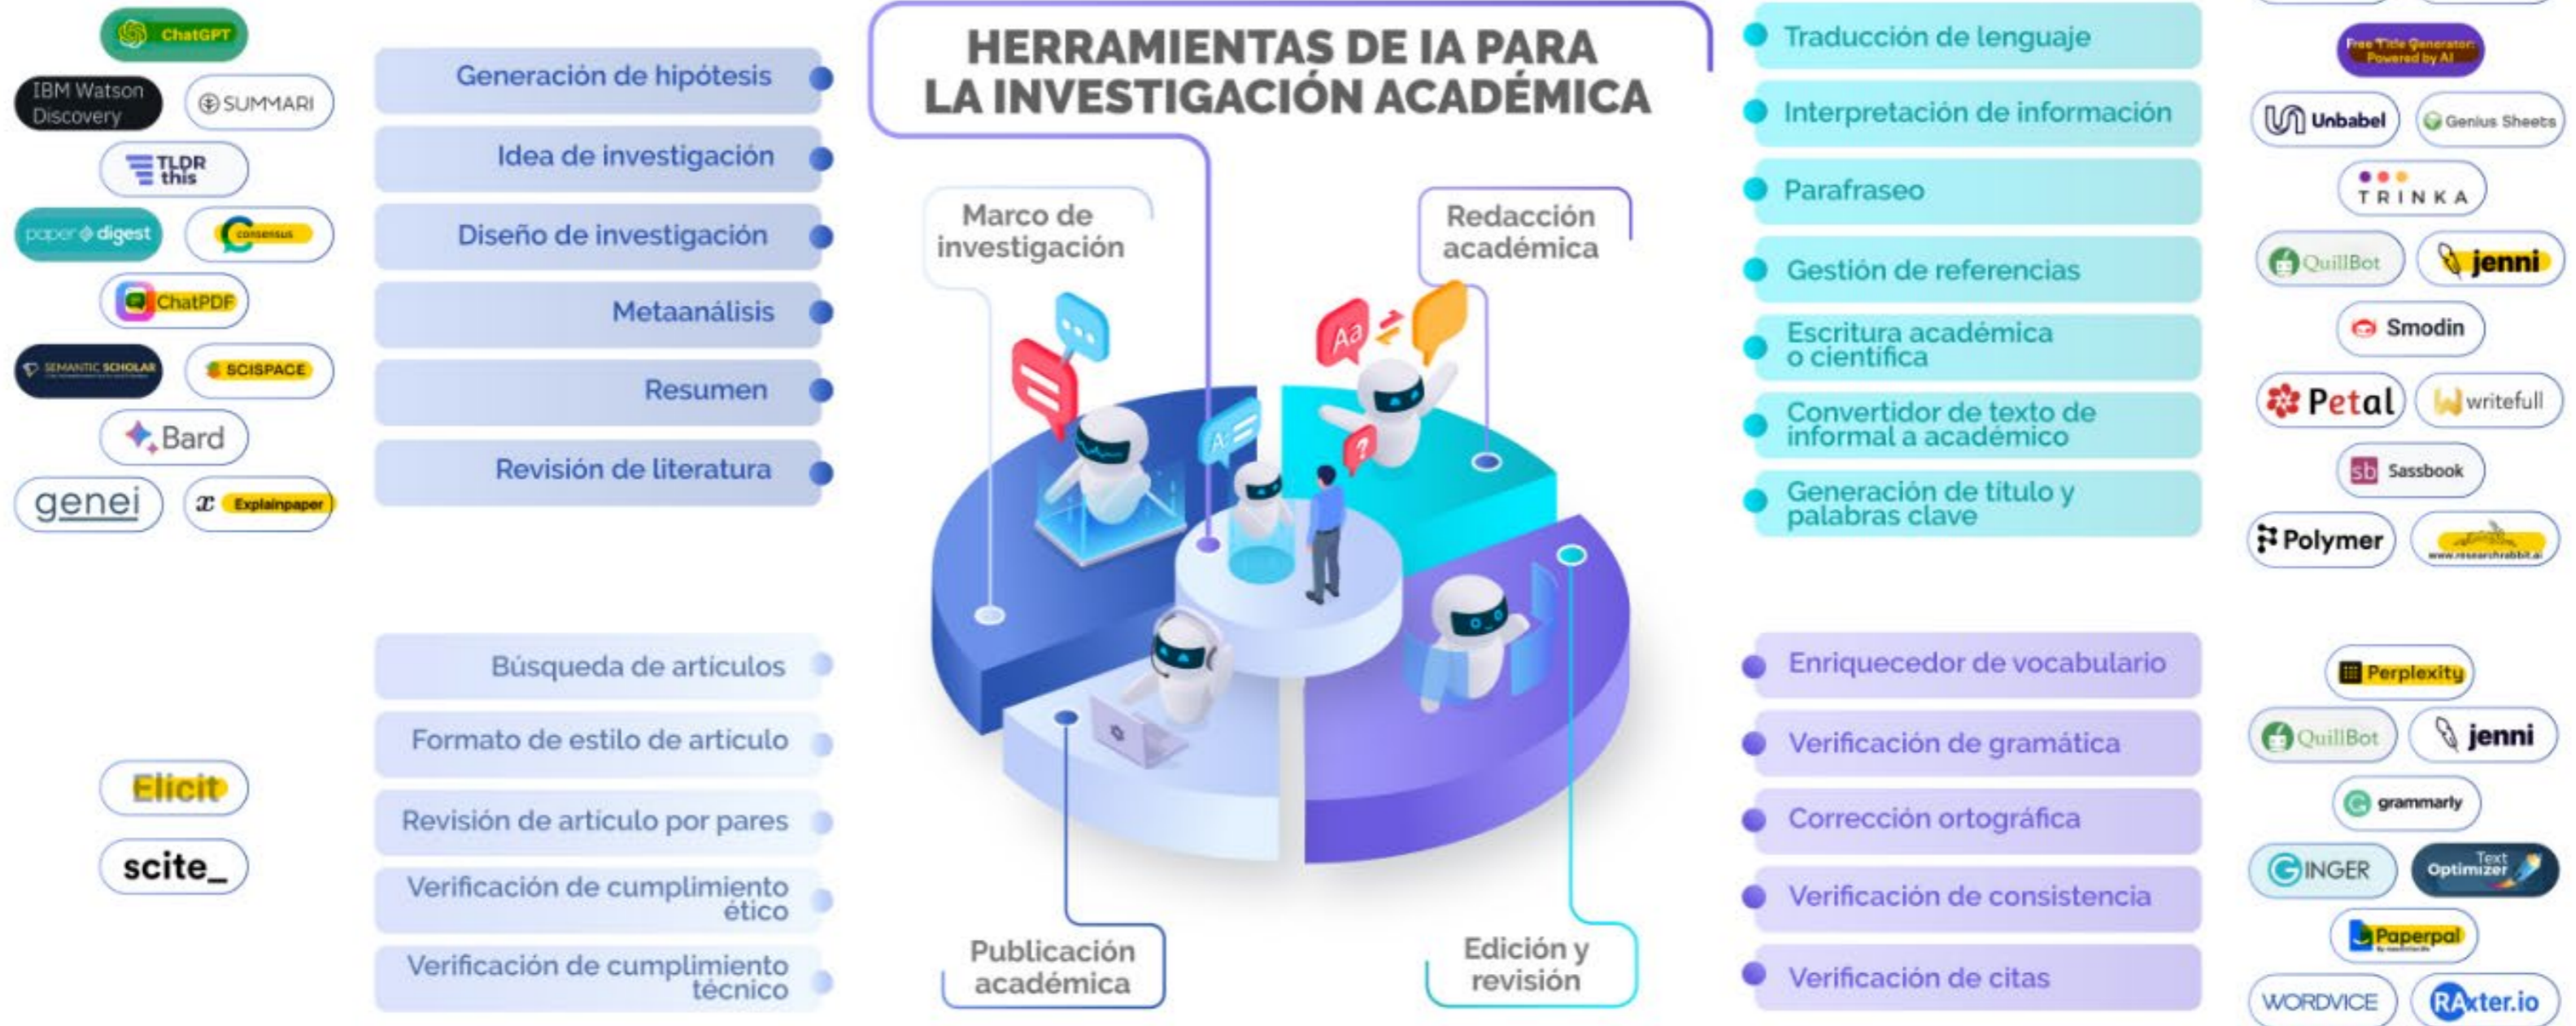 HERRAMIENTAS DE IA PARA
LA INVESTIGACIÓN ACADÉMICA
ChatGPT
IBM Watson
Discovery
SUMMARI
TLDR
this
paper digest
consensus
ChatPDF
SEMANTIC SCHOLAR
SCISPACE
Bard
genei
x Explainpaper
Generación de hipótesis
Idea de investigación
Diseño de investigación
Metaanálisis
Resumen
Revisión de literatura
Marco de
investigación
Redacción
académica
Aa
A:
?
Traducción de lenguaje
Interpretación de información
Parafraseo
Gestión de referencias
Escritura académica
o científica
Convertidor de texto de
informal a académico
Generación de título y
palabras clave
Free Title Generator:
Powered by AI
Unbabel
Genius Sheets
TRINKA
QuillBot
jenni
Smodin
Petal
writefull
sb Sassbook
Polymer
www.researchrabbit.ai
Elicit
scite_
Búsqueda de artículos
Formato de estilo de artículo
Revisión de artículo por pares
Verificación de cumplimiento
ético
Verificación de cumplimiento
técnico
Publicación
académica
Edición y
revisión
Enriquecedor de vocabulario
Verificación de gramática
Corrección ortográfica
Verificación de consistencia
Verificación de citas
Perplexity
QuillBot
jenni
G grammarly
GINGER
Text
Optimizer
Paperpal
WORDVICE
RAxter.io